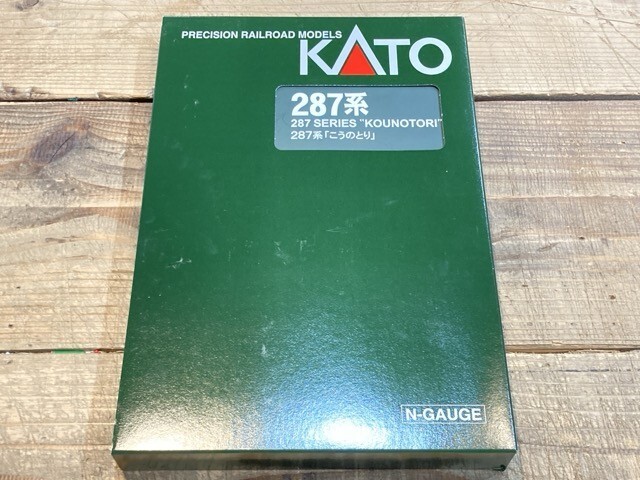 PRECISION RAILROAD MODELS
KATO
287系
287 SERIES "KOUNOTORI"
287系「こうのとり」
N-GAUGE